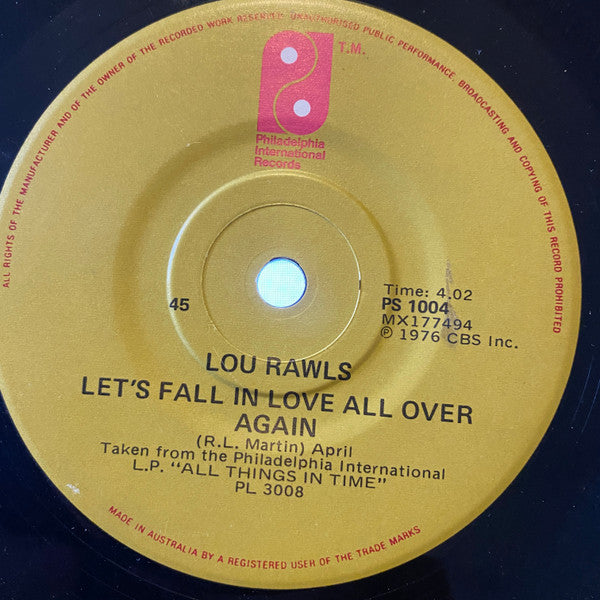 ALL RIGHTS OF THE MANUFACTURER AND OF THE OWNER OF THE RECORDED WORK RESERVED. UNAUTHORISED PUBLIC PERFORMANCE, BROADCASTING AND COPYING OF THIS RECORD PROHIBITED
T.M.
Philadelphia
International
Records
Time: 4.02
45
PS 1004
MX177494
℗ 1976 CBS Inc.
LOU RAWLS
LET'S FALL IN LOVE ALL OVER
AGAIN
(R.L. Martin) April
Taken from the Philadelphia International
L.P. "ALL THINGS IN TIME"
PL 3008
MADE IN AUSTRALIA BY A REGISTERED USER OF THE TRADE MARKS